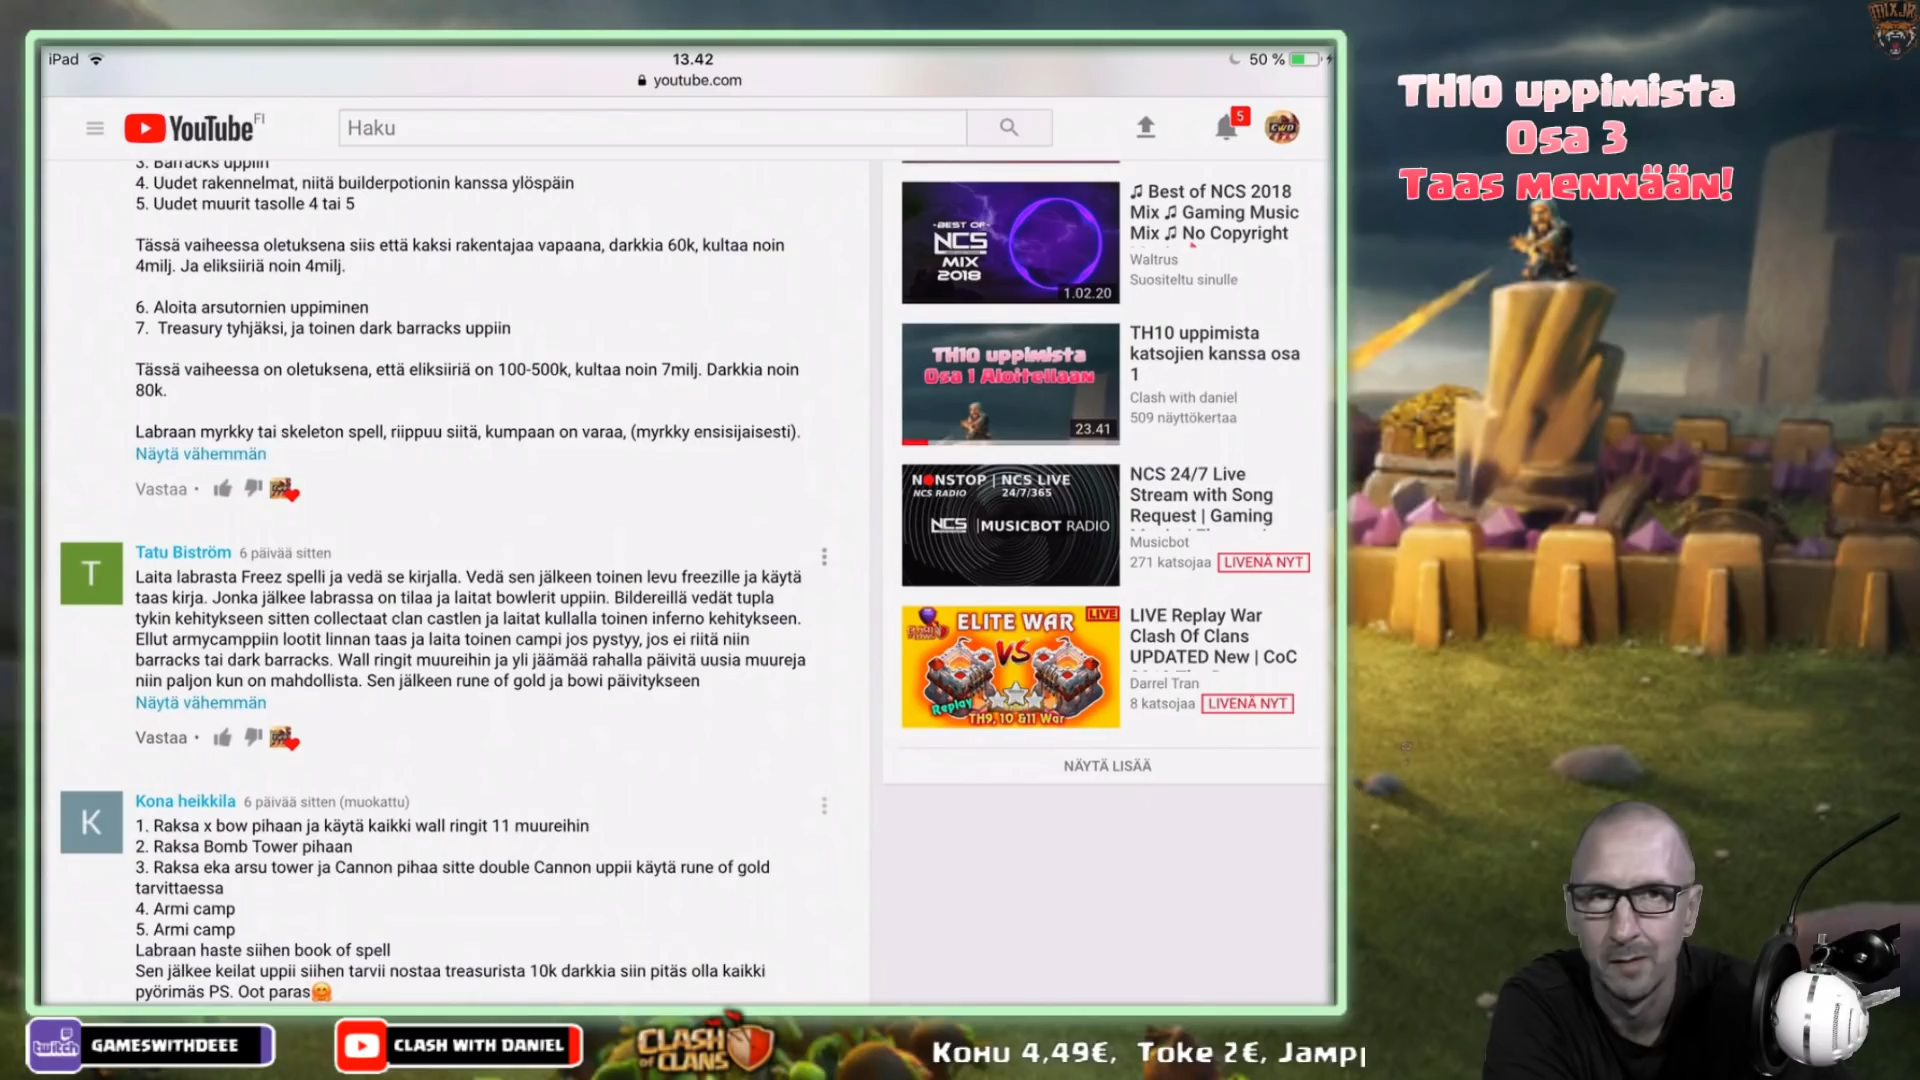 iPad
13.42
50 %
youtube.com
YouTube FI
Haku
5
3. Barracks uppiin
4. Uudet rakennelmat, niitä builderpotionin kanssa ylöspäin
5. Uudet muurit tasolle 4 tai 5
Tässä vaiheessa oletuksena siis että kaksi rakentajaa vapaana, darkkia 60k, kultaa noin
4milj. Ja eliksiiriä noin 4milj.
6. Aloita arsutornien uppiminen
7. Treasury tyhjäksi, ja toinen dark barracks uppiin
Tässä vaiheessa on oletuksena, että eliksiiriä on 100-500k, kultaa noin 7milj. Darkkia noin
80k.
Labraan myrkky tai skeleton spell, riippuu siitä, kumpaan on varaa, (myrkky ensisijaisesti).
Näytä vähemmän
Vastaa •
T
Tatu Biström 6 päivää sitten
Laita labrasta Freez spelli ja vedä se kirjalla. Vedä sen jälkeen toinen levu freezille ja käytä
taas kirja. Jonka jälkee labrassa on tilaa ja laitat bowlerit uppiin. Bildereillä vedät tupla
tykin kehitykseen sitten collectaat clan castlen ja laitat kullalla toinen inferno kehitykseen.
Ellut armycamppiin lootit linnan taas ja laita toinen campi jos pystyy, jos ei riitä niin
barracks tai dark barracks. Wall ringit muureihin ja yli jäämää rahalla päivitä uusia muureja
niin paljon kun on mahdollista. Sen jälkeen rune of gold ja bowi päivitykseen
Näytä vähemmän
Vastaa •
K
Kona heikkila 6 päivää sitten (muokattu)
1. Raksa x bow pihaan ja käytä kaikki wall ringit 11 muureihin
2. Raksa Bomb Tower pihaan
3. Raksa eka arsu tower ja Cannon pihaa sitte double Cannon uppii käytä rune of gold
tarvittaessa
4. Armi camp
5. Armi camp
Labraan haste siihen book of spell
Sen jälkee keilat uppii siihen tarvii nostaa treasurista 10k darkkia siin pitäs olla kaikki
pyörimäs PS. Oot paras🤗
-BEST OF-
NCS
MIX
2018
1.02.20
♫ Best of NCS 2018
Mix ♫ Gaming Music
Mix ♫ No Copyright
Waltrus
Suositeltu sinulle
TH10 uppimista
Osa 1 Aloitellaan
23.41
TH10 uppimista
katsojien kanssa osa
1
Clash with daniel
509 näyttökertaa
NONSTOP | NCS LIVE
NCS RADIO 24/7/365
NCS | MUSICBOT RADIO
NCS 24/7 Live
Stream with Song
Request | Gaming
Musicbot
271 katsojaa LIVENÄ NYT
ELITE WAR
LIVE
VS
Replay
TH9, 10 &11 War
LIVE Replay War
Clash Of Clans
UPDATED New | CoC
Darrel Tran
8 katsojaa LIVENÄ NYT
NÄYTÄ LISÄÄ
TH10 uppimista
Osa 3
Taas mennään!
twitch
GAMESWITHDEEE
CLASH WITH DANIEL
CLASH
OF CLANS
Konu 4,49€, Toke 2€, Jamp